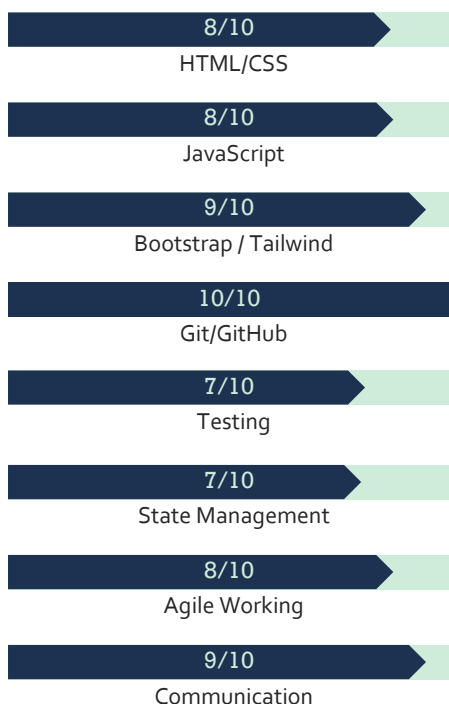 8/10
HTML/CSS
8/10
JavaScript
9/10
Bootstrap / Tailwind
10/10
Git/GitHub
7/10
Testing
7/10
State Management
8/10
Agile Working
9/10
Communication